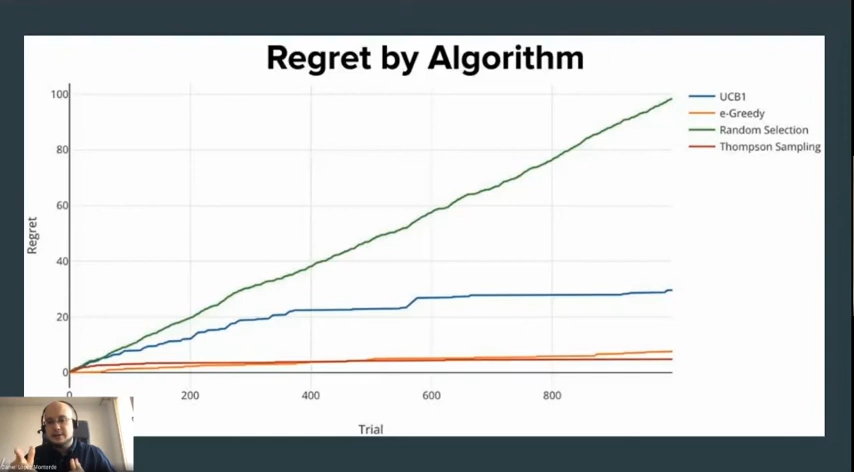 Regret by Algorithm
100
80
60
40
20
0
Regret
0
200
400
600
800
Trial
UCB1
e-Greedy
Random Selection
Thompson Sampling